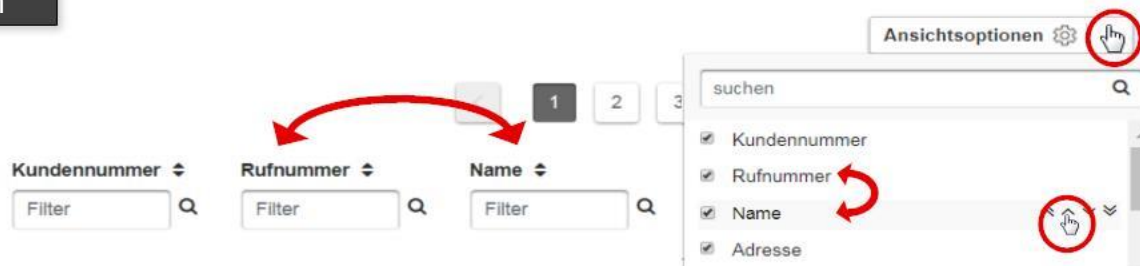 Ansichtsoptionen
suchen
1 2 3
Kundennummer
Rufnummer
Name
Adresse
Kundennummer Rufnummer Name
Filter Filter Filter